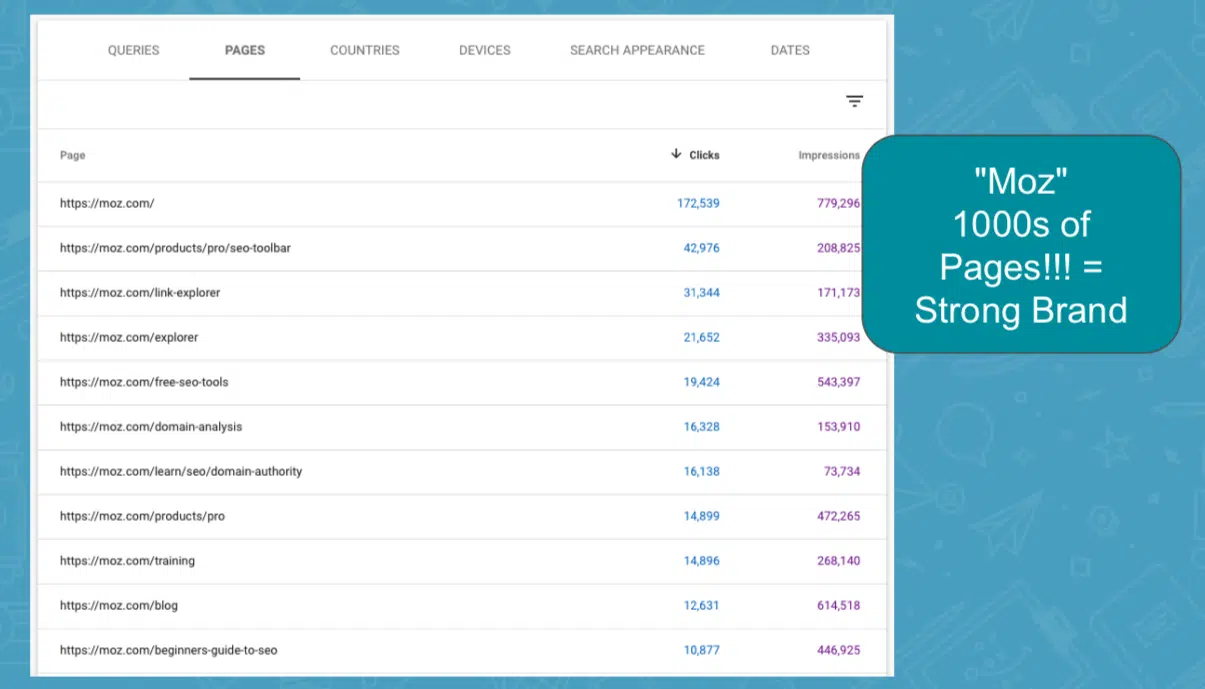 QUERIES PAGES COUNTRIES DEVICES SEARCH APPEARANCE DATES
Page Clicks Impressions
https://moz.com/ 172,539 779,296
https://moz.com/products/pro/seo-toolbar 42,976 208,825
https://moz.com/link-explorer 31,344 171,173
https://moz.com/explorer 21,652 335,093
https://moz.com/free-seo-tools 19,424 543,397
https://moz.com/domain-analysis 16,328 153,910
https://moz.com/learn/seo/domain-authority 16,138 73,734
https://moz.com/products/pro 14,899 472,265
https://moz.com/training 14,896 268,140
https://moz.com/blog 12,631 614,518
https://moz.com/beginners-guide-to-seo 10,877 446,925
"Moz"
1000s of
Pages!!! =
Strong Brand